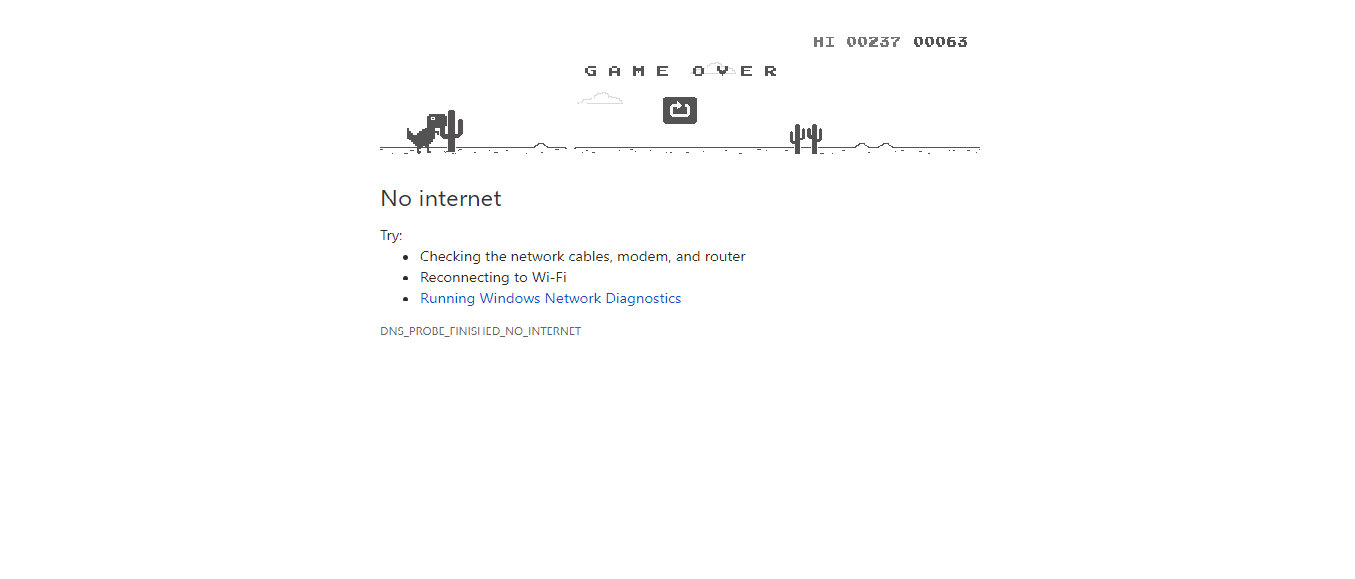 HI 00237 00063
GAME OVER
No internet
Try:
Checking the network cables, modem, and router
Reconnecting to Wi-Fi
Running Windows Network Diagnostics
DNS_PROBE_FINISHED_NO_INTERNET